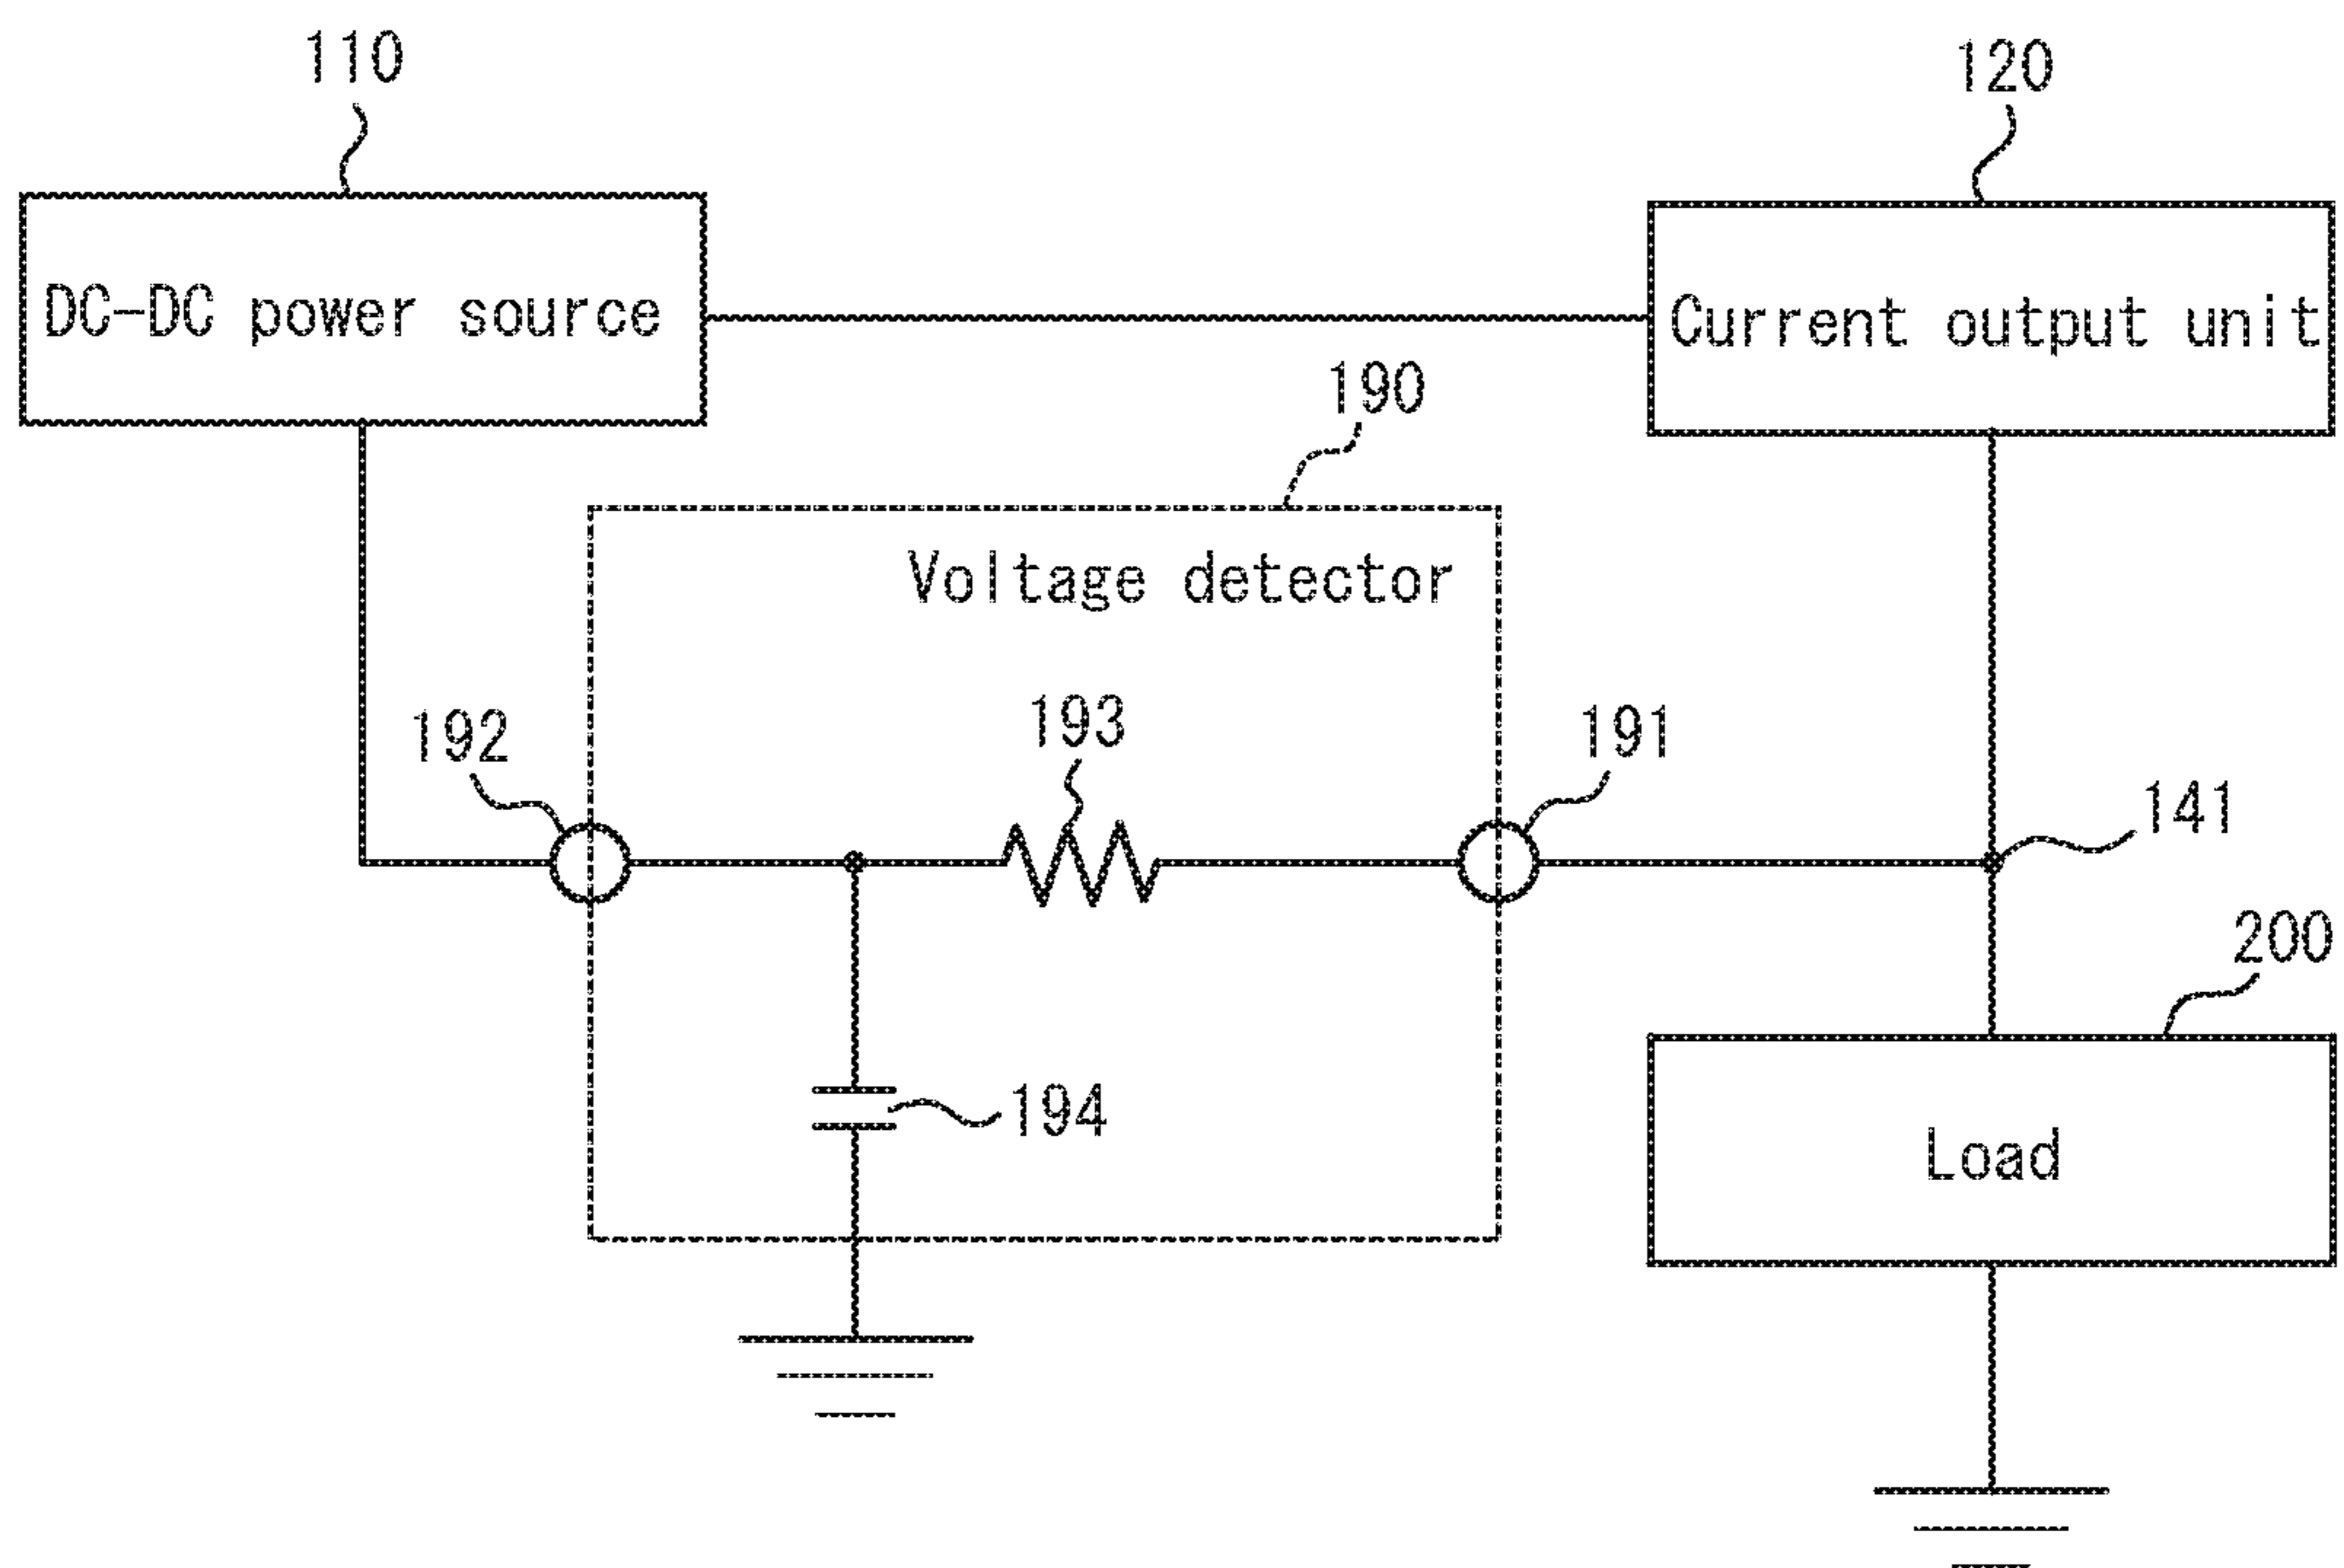 110
120
DC-DC power source
Current output unit
190
Voltage detector
192
193
191
141
200
194
Load